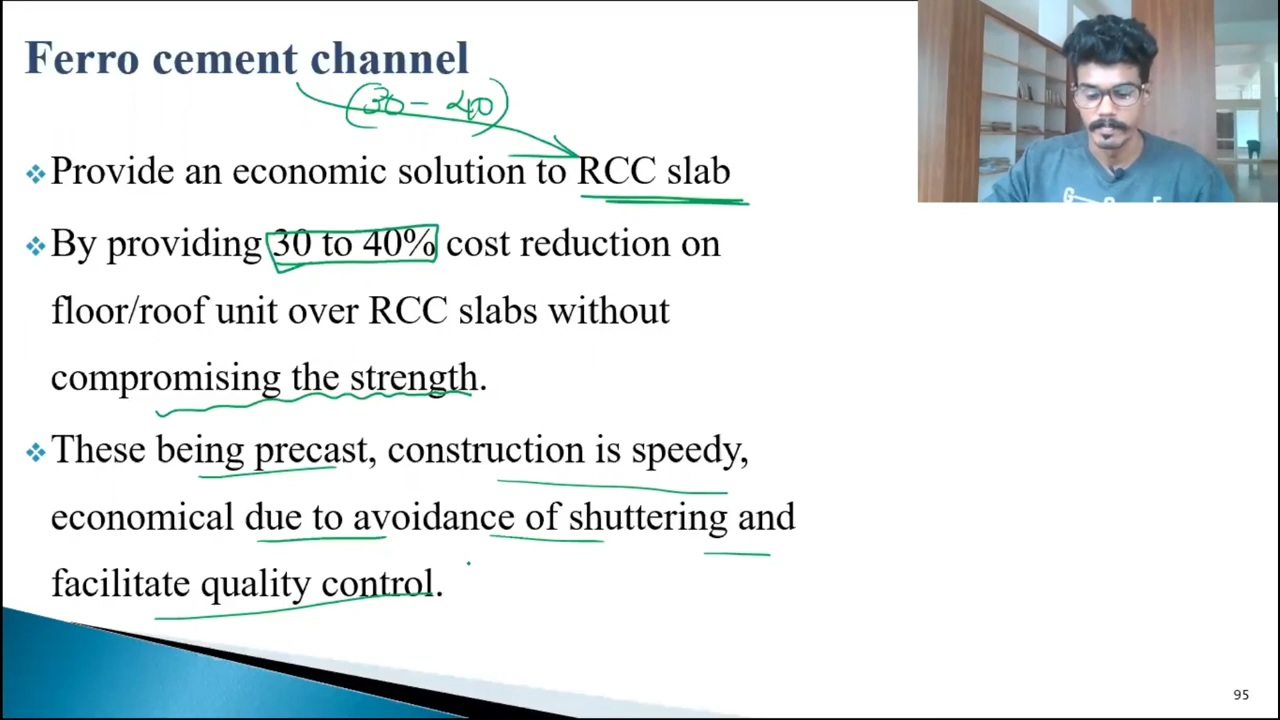 Ferro cement channel
(30 - 40)
Provide an economic solution to RCC slab
By providing 30 to 40% cost reduction on
floor/roof unit over RCC slabs without
compromising the strength.
These being precast, construction is speedy,
economical due to avoidance of shuttering and
facilitate quality control.
95